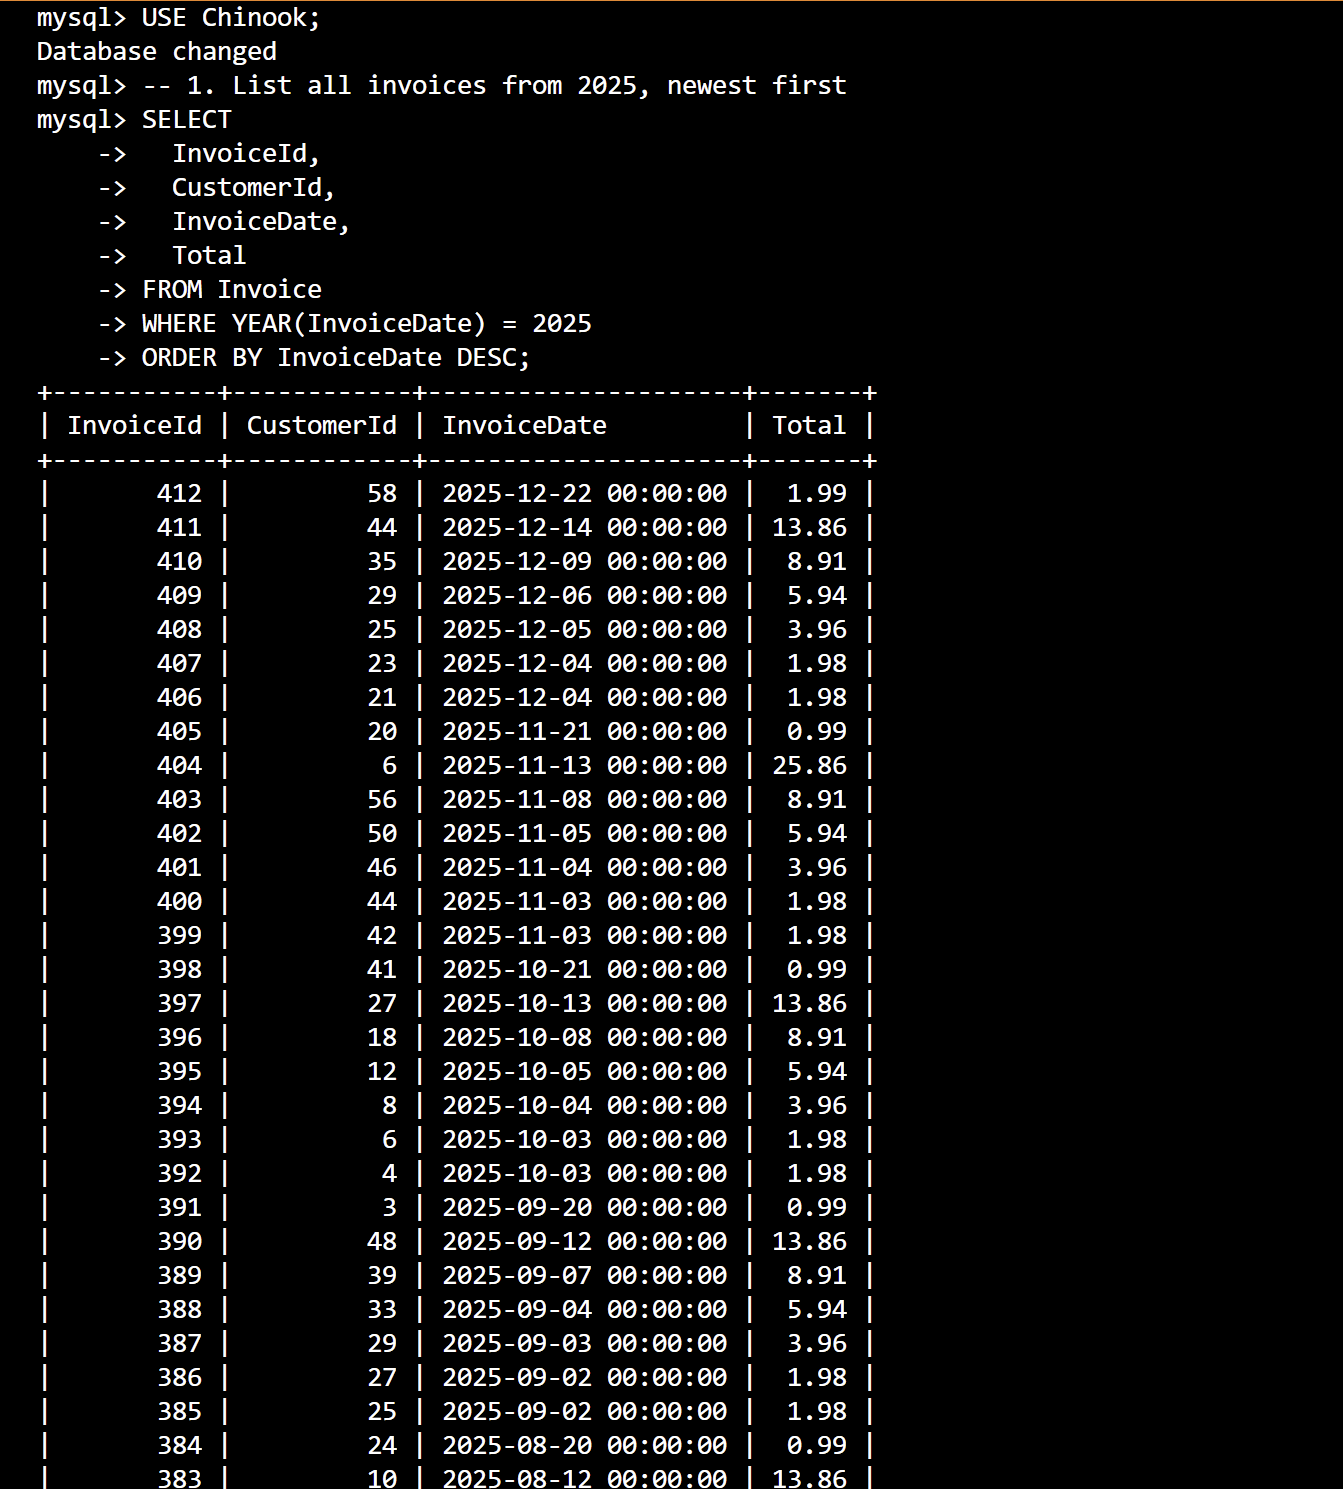 mysql> USE Chinook;
Database changed
mysql> -- 1. List all invoices from 2025, newest first
mysql> SELECT
    ->   InvoiceId,
    ->   CustomerId,
    ->   InvoiceDate,
    ->   Total
    -> FROM Invoice
    -> WHERE YEAR(InvoiceDate) = 2025
    -> ORDER BY InvoiceDate DESC;
+-----------+------------+---------------------+-------+
| InvoiceId | CustomerId | InvoiceDate         | Total |
+-----------+------------+---------------------+-------+
|       412 |         58 | 2025-12-22 00:00:00 |  1.99 |
|       411 |         44 | 2025-12-14 00:00:00 | 13.86 |
|       410 |         35 | 2025-12-09 00:00:00 |  8.91 |
|       409 |         29 | 2025-12-06 00:00:00 |  5.94 |
|       408 |         25 | 2025-12-05 00:00:00 |  3.96 |
|       407 |         23 | 2025-12-04 00:00:00 |  1.98 |
|       406 |         21 | 2025-12-04 00:00:00 |  1.98 |
|       405 |         20 | 2025-11-21 00:00:00 |  0.99 |
|       404 |          6 | 2025-11-13 00:00:00 | 25.86 |
|       403 |         56 | 2025-11-08 00:00:00 |  8.91 |
|       402 |         50 | 2025-11-05 00:00:00 |  5.94 |
|       401 |         46 | 2025-11-04 00:00:00 |  3.96 |
|       400 |         44 | 2025-11-03 00:00:00 |  1.98 |
|       399 |         42 | 2025-11-03 00:00:00 |  1.98 |
|       398 |         41 | 2025-10-21 00:00:00 |  0.99 |
|       397 |         27 | 2025-10-13 00:00:00 | 13.86 |
|       396 |         18 | 2025-10-08 00:00:00 |  8.91 |
|       395 |         12 | 2025-10-05 00:00:00 |  5.94 |
|       394 |          8 | 2025-10-04 00:00:00 |  3.96 |
|       393 |          6 | 2025-10-03 00:00:00 |  1.98 |
|       392 |          4 | 2025-10-03 00:00:00 |  1.98 |
|       391 |          3 | 2025-09-20 00:00:00 |  0.99 |
|       390 |         48 | 2025-09-12 00:00:00 | 13.86 |
|       389 |         39 | 2025-09-07 00:00:00 |  8.91 |
|       388 |         33 | 2025-09-04 00:00:00 |  5.94 |
|       387 |         29 | 2025-09-03 00:00:00 |  3.96 |
|       386 |         27 | 2025-09-02 00:00:00 |  1.98 |
|       385 |         25 | 2025-09-02 00:00:00 |  1.98 |
|       384 |         24 | 2025-08-20 00:00:00 |  0.99 |
|       383 |         10 | 2025-08-12 00:00:00 | 13.86 |